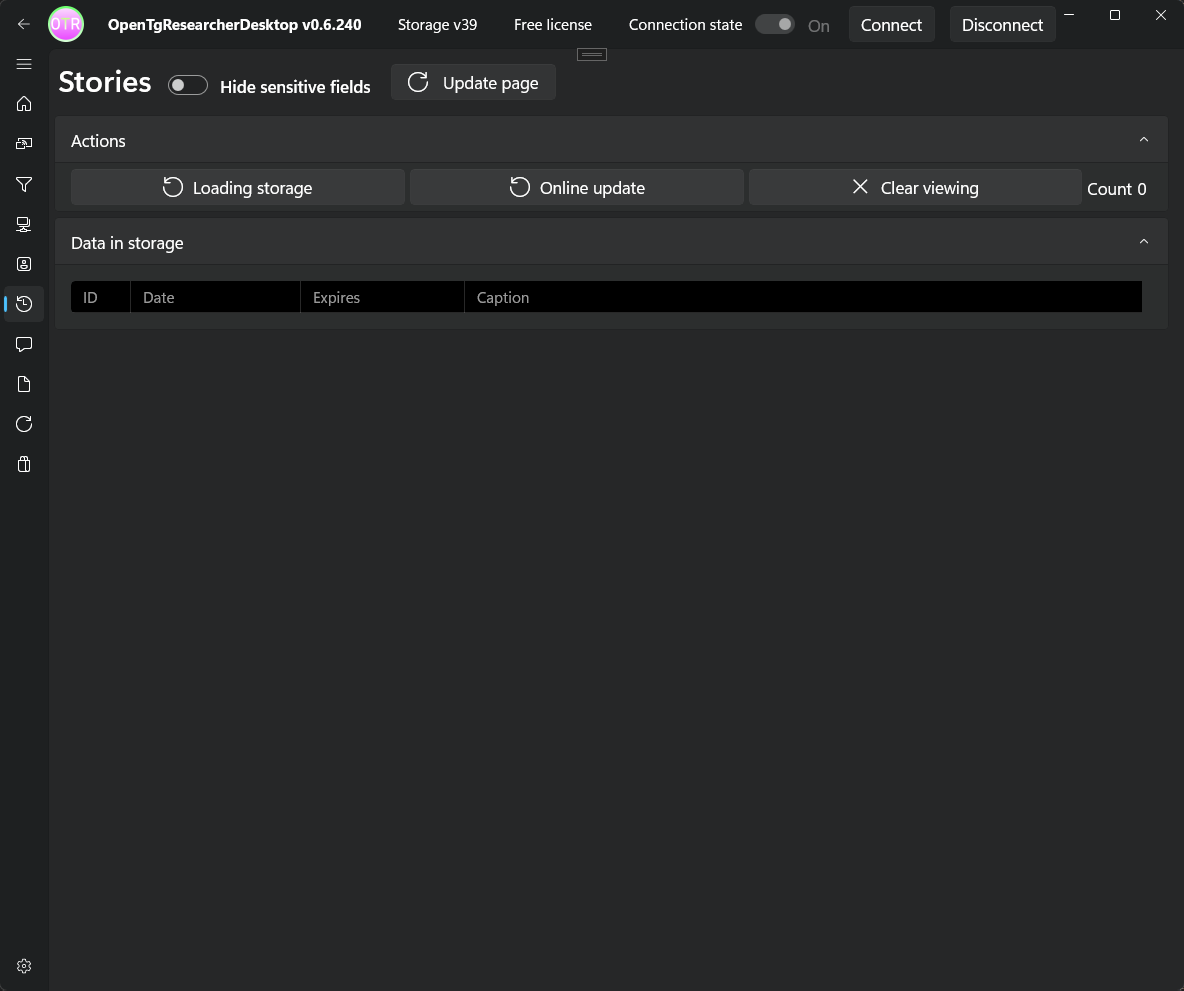 OTR OpenTgResearcherDesktop v0.6.240 Storage v39 Free license Connection state On Connect Disconnect
Stories Hide sensitive fields Update page
Actions
Loading storage Online update Clear viewing Count 0
Data in storage
ID Date Expires Caption